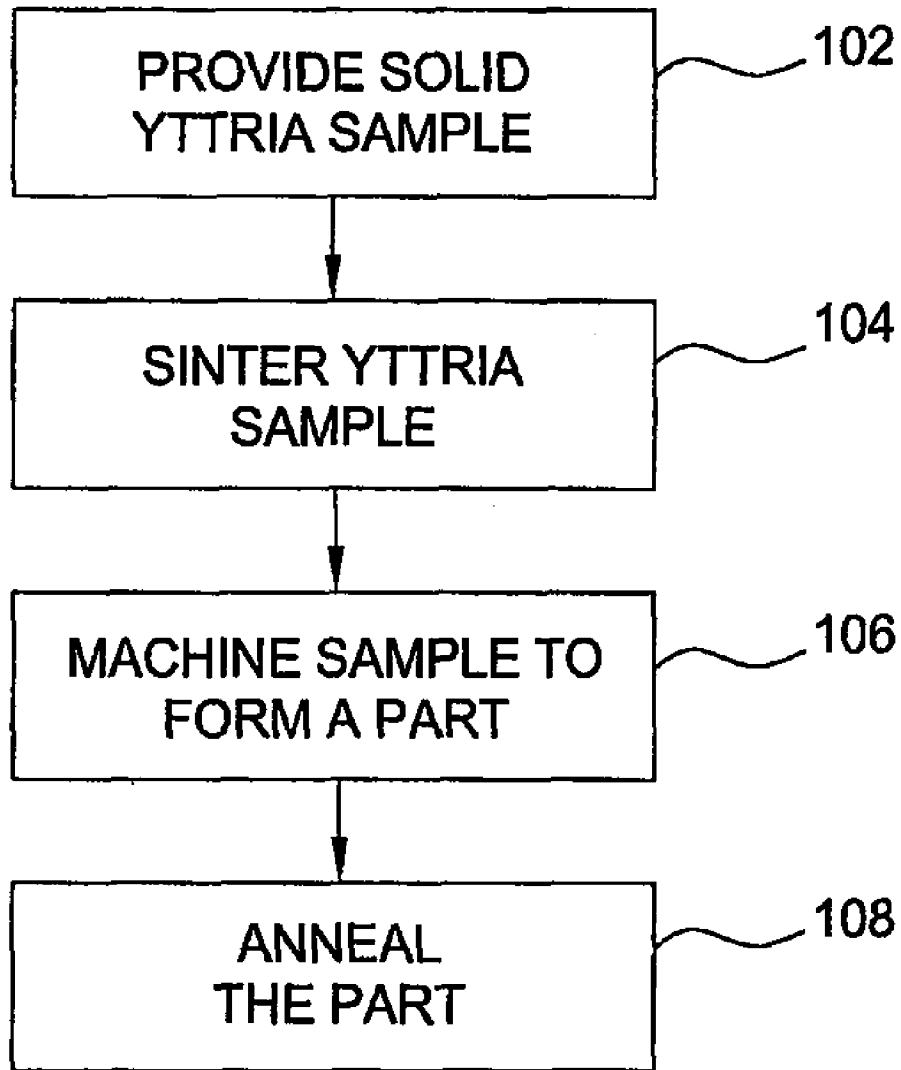 PROVIDE SOLID
YTTRIA SAMPLE
102
SINTER YTTRIA
SAMPLE
104
MACHINE SAMPLE TO
FORM A PART
106
ANNEAL
THE PART
108